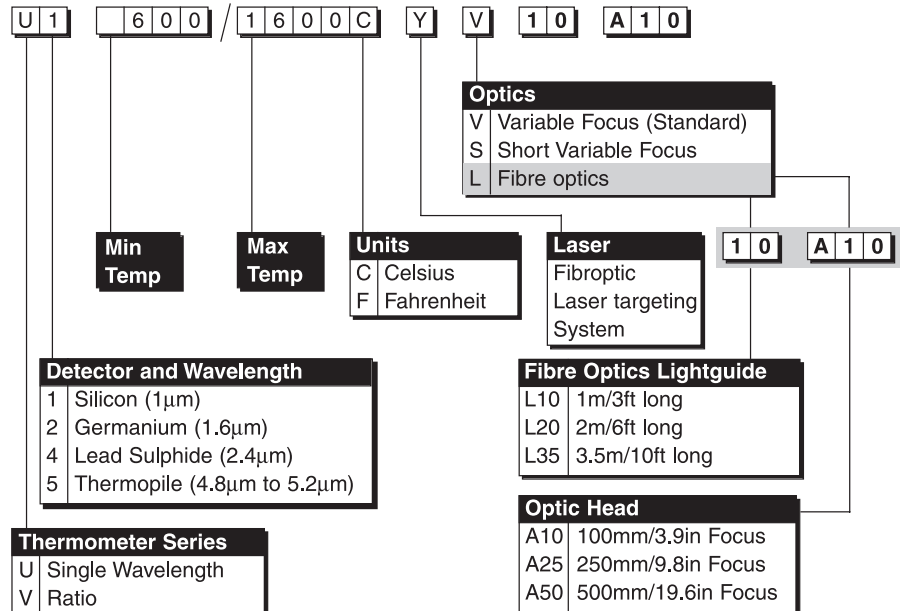 U1 600/1600C Y V 10 A10
Optics
V Variable Focus (Standard)
S Short Variable Focus
L Fibre optics
Min
Temp
Max
Temp
Units
C Celsius
F Fahrenheit
Laser
Fibroptic
Laser targeting
System
10 A10
Detector and Wavelength
1 Silicon (1µm)
2 Germanium (1.6µm)
4 Lead Sulphide (2.4µm)
5 Thermopile (4.8µm to 5.2µm)
Fibre Optics Lightguide
L10 1m/3ft long
L20 2m/6ft long
L35 3.5m/10ft long
Thermometer Series
U Single Wavelength
V Ratio
Optic Head
A10 100mm/3.9in Focus
A25 250mm/9.8in Focus
A50 500mm/19.6in Focus